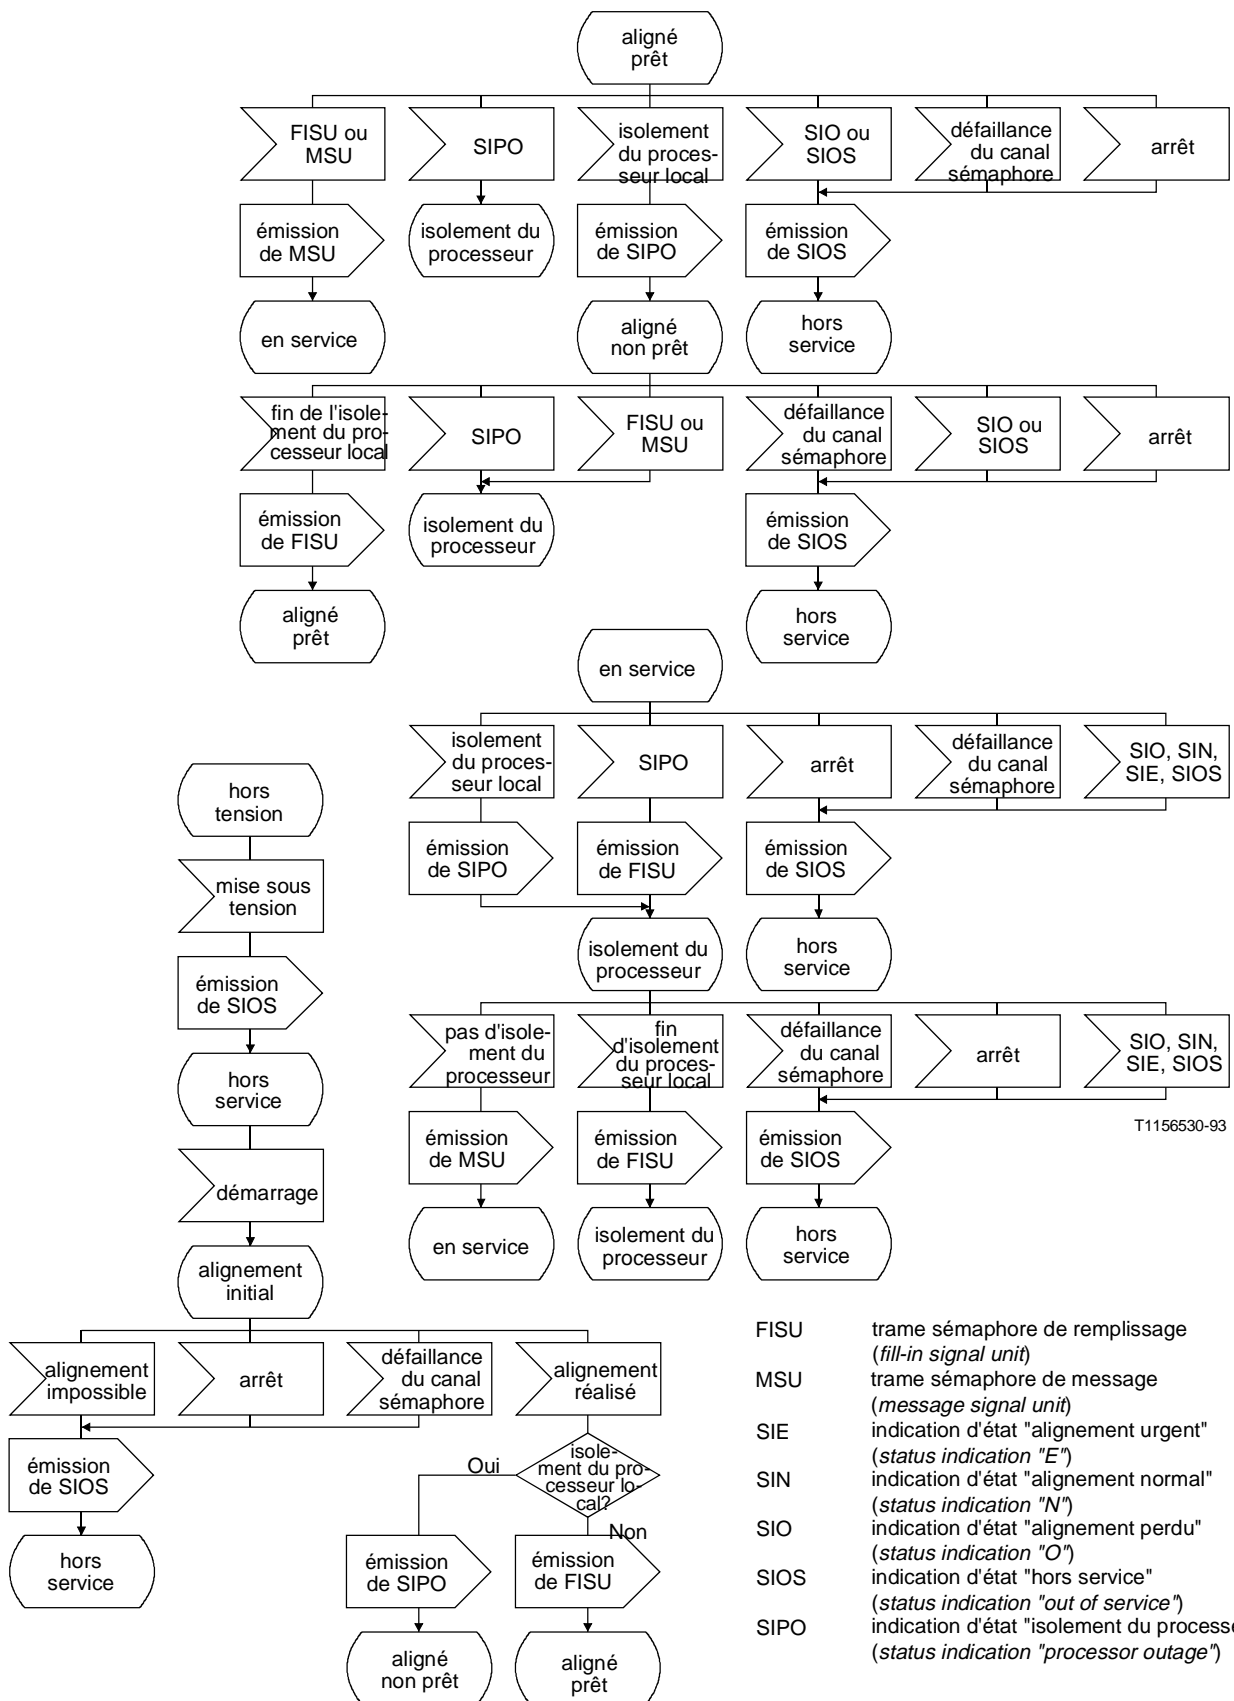 aligné
prêt
FISU ou
MSU
SIPO
isolement
du proces-
seur local
SIO ou
SIOS
défaillance
du canal
sémaphore
arrêt
émission
de MSU
isolement du
processeur
émission
de SIPO
émission
de SIOS
en service
aligné
non prêt
hors
service
fin de l'isole-
ment du pro-
cesseur local
SIPO
FISU ou
MSU
défaillance
du canal
sémaphore
SIO ou
SIOS
arrêt
émission
de FISU
isolement du
processeur
émission
de SIOS
aligné
prêt
hors
service
en service
isolement
du proces-
seur local
SIPO
arrêt
défaillance
du canal
sémaphore
SIO, SIN,
SIE, SIOS
émission
de SIPO
émission
de FISU
émission
de SIOS
isolement du
processeur
hors
service
pas d'isole-
ment du
processeur
fin
d'isolement
du proces-
seur local
défaillance
du canal
sémaphore
arrêt
SIO, SIN,
SIE, SIOS
T1156530-93
émission
de MSU
émission
de FISU
émission
de SIOS
en service
isolement du
processeur
hors
service
hors
tension
mise sous
tension
émission
de SIOS
hors
service
démarrage
alignement
initial
alignement
impossible
arrêt
défaillance
du canal
sémaphore
alignement
réalisé
émission
de SIOS
Oui
isole-
ment du pro-
cesseur lo-
cal?
Non
hors
service
émission
de SIPO
émission
de FISU
aligné
non prêt
aligné
prêt
FISU trame sémaphore de remplissage
(fill-in signal unit)
MSU trame sémaphore de message
(message signal unit)
SIE indication d'état "alignement urgent"
(status indication "E")
SIN indication d'état "alignement normal"
(status indication "N")
SIO indication d'état "alignement perdu"
(status indication "O")
SIOS indication d'état "hors service"
(status indication "out of service")
SIPO indication d'état "isolement du process
(status indication "processor outage")